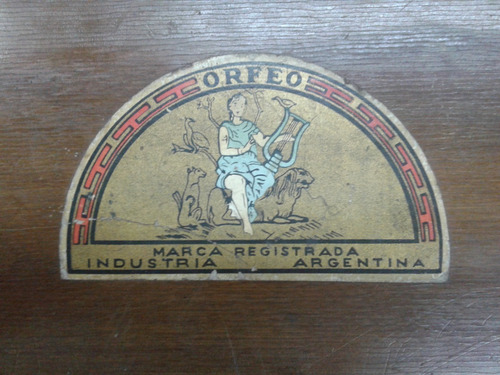 ORFEO
MARCA REGISTRADA
INDUSTRIA ARGENTINA